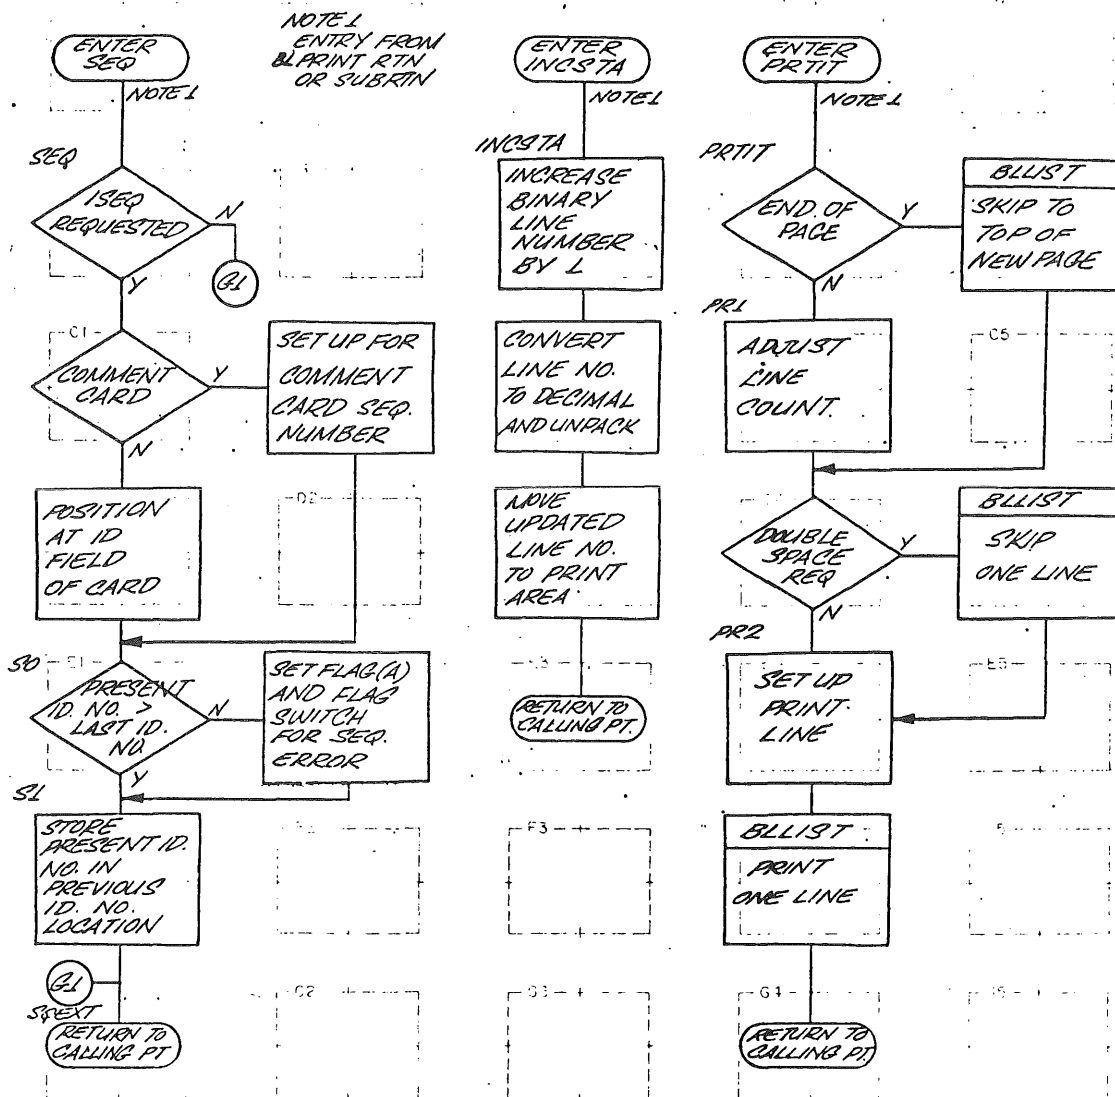 NOTE 1
ENTRY FROM
BL PRINT RTN
OR SUBRTN
ENTER
SEQ
NOTE 1
SEQ
ISEQ
REQUESTED
N
G1
Y
C1
COMMENT
CARD
Y
SET UP FOR
COMMENT
CARD SEQ.
NUMBER
N
D2
POSITION
AT ID
FIELD
OF CARD
S0
E1
PRESENT
ID. NO. >
LAST ID.
NO.
N
SET FLAG(A)
AND FLAG
SWITCH
FOR SEQ.
ERROR
Y
S1
STORE
PRESENT ID.
NO. IN
PREVIOUS
ID. NO.
LOCATION
G1
SQEXT
RETURN TO
CALLING PT
G2
ENTER
INCSTA
NOTE 1
INCSTA
INCREASE
BINARY
LINE
NUMBER
BY 1
CONVERT
LINE NO.
TO DECIMAL
AND UNPACK
MOVE
UPDATED
LINE NO.
TO PRINT
AREA
RETURN TO
CALLING PT.
F3
G3
ENTER
PRTIT
NOTE 1
PRTIT
END OF
PAGE
Y
BLLIST
SKIP TO
TOP OF
NEW PAGE
N
PR1
ADJUST
LINE
COUNT.
C5
DOUBLE
SPACE
REQ
Y
BLLIST
SKIP
ONE LINE
N
PR2
SET UP
PRINT
LINE
E5
BLLIST
PRINT
ONE LINE
G4
RETURN TO
CALLING PT.